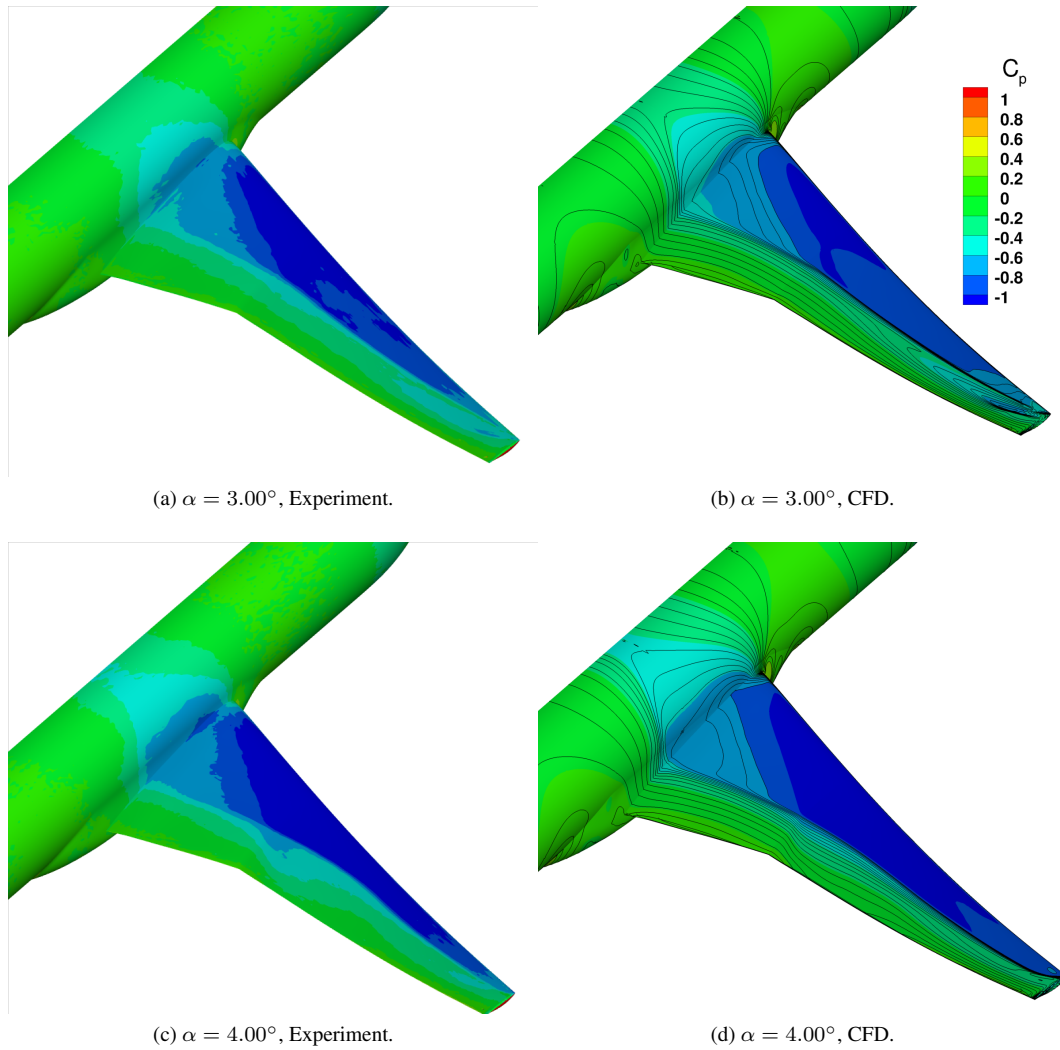 C_p
1
0.8
0.6
0.4
0.2
0
-0.2
-0.4
-0.6
-0.8
-1
(a) α = 3.00°, Experiment.
(b) α = 3.00°, CFD.
(c) α = 4.00°, Experiment.
(d) α = 4.00°, CFD.